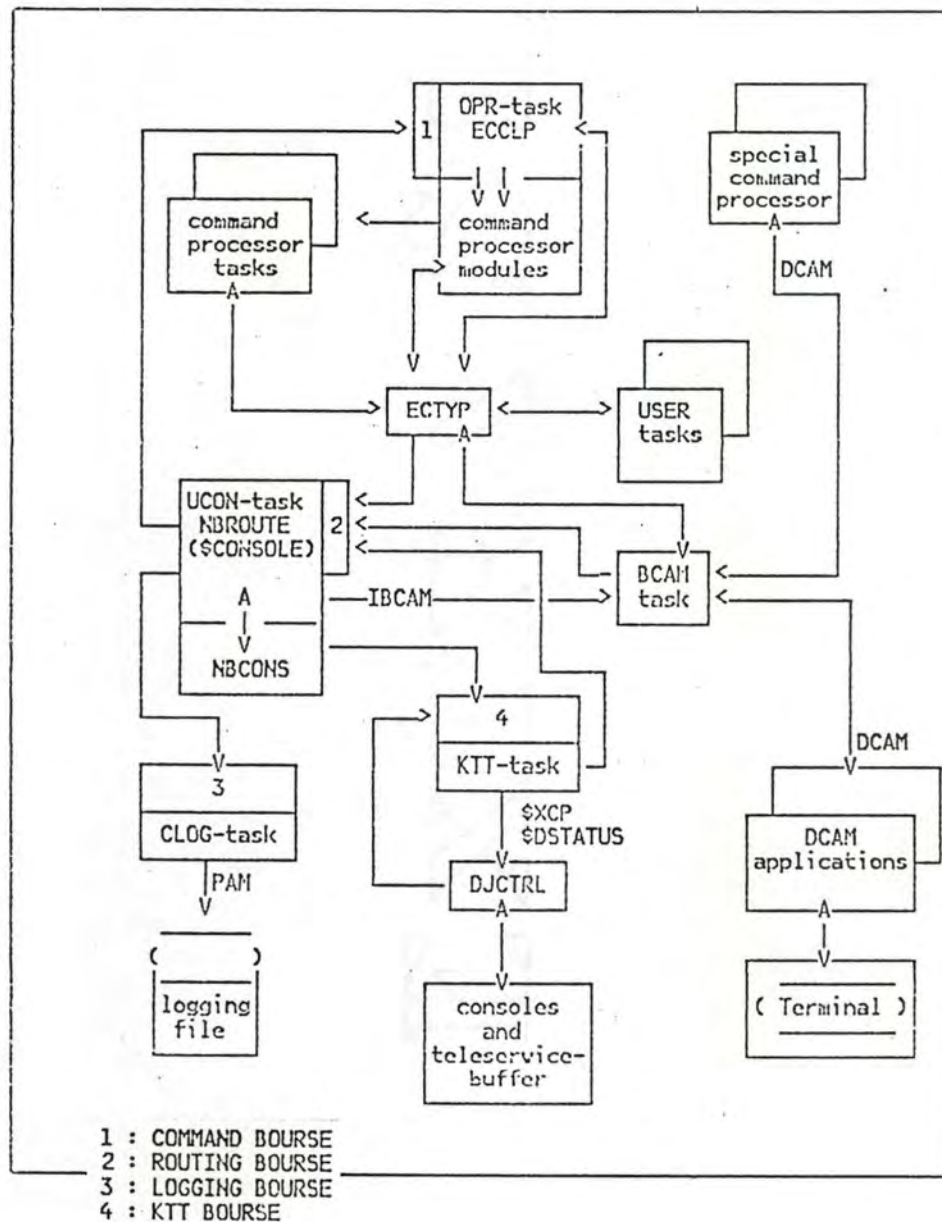 OPR-task
ECCLP
1
command
processor
modules
command
processor
tasks
special
command
processor
DCAM
ECTYP
USER
tasks
UCON-task
NBROUTE
($CONSOLE)
2
NBCONS
IBCAM
BCAM
task
4
KTT-task
3
CLOG-task
PAM
$XCP
$DSTATUS
DJCTRL
DCAM
DCAM
applications
logging
file
consoles
and
teleservice-
buffer
( Terminal )
1 : COMMAND BOURSE
2 : ROUTING BOURSE
3 : LOGGING BOURSE
4 : KTT BOURSE